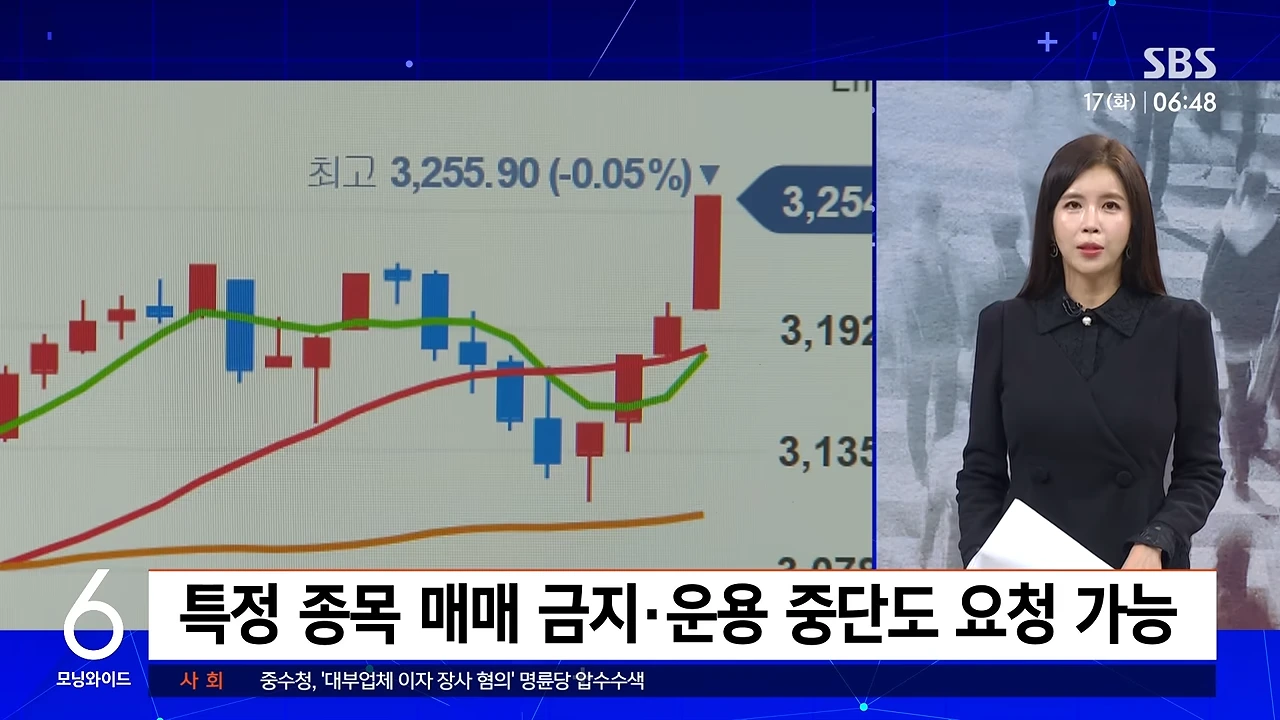 SBS
17(화) 06:48
최고 3,255.90 (-0.05%)▼
3,254
3,192
3,135
6
모닝와이드
특정 종목 매매 금지·운용 중단도 요청 가능
사 회 중수청, '대부업체 이자 장사 혐의' 명륜당 압수수색